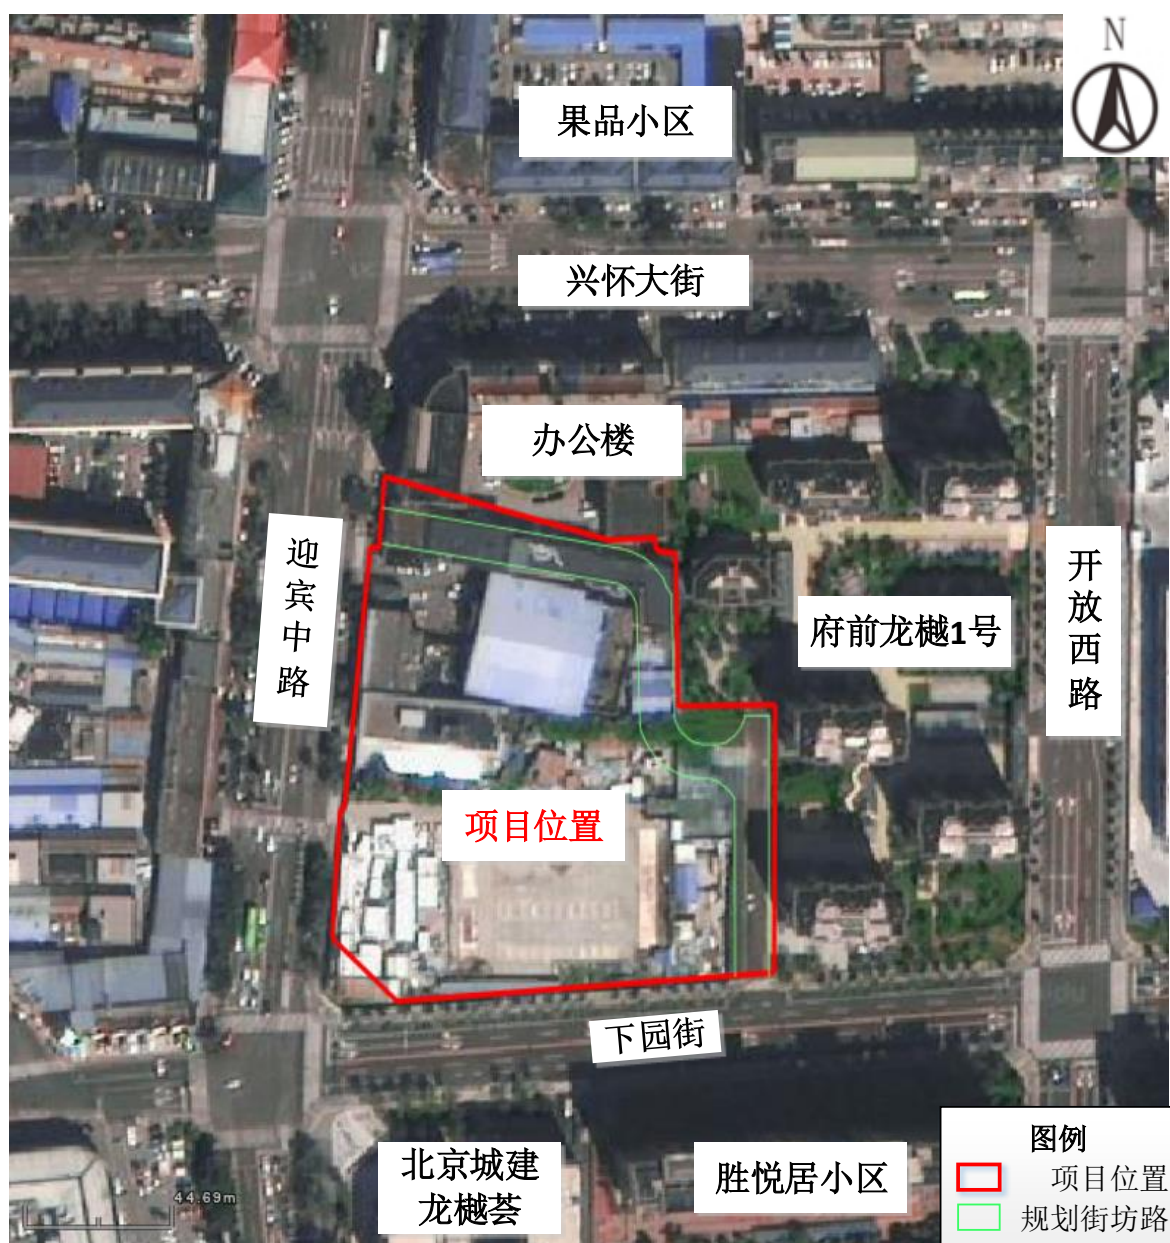 N
果品小区
兴怀大街
办公楼
迎宾中路
开放西路
府前龙樾1号
项目位置
下园街
北京城建
龙樾荟
胜悦居小区
44.69m
图例
项目位置
规划街坊路